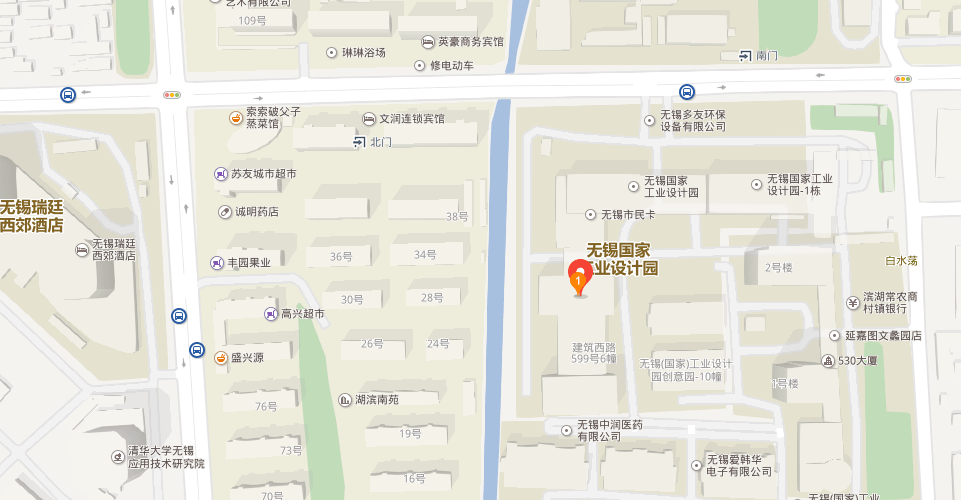 艺术有限公司
109号
英豪商务宾馆
琳琳浴场
修电动车
南门
索索破父子
蒸菜馆
文润连锁宾馆
北门
无锡多友环保
设备有限公司
苏友城市超市
无锡国家
工业设计园
无锡国家工业
设计园-1栋
诚明药店
38号
无锡市民卡
无锡瑞廷
西郊酒店
无锡瑞廷
西郊酒店
丰园果业
36号
34号
无锡国家
工业设计园
2号楼
白水荡
1
30号
28号
滨湖常农商
村镇银行
高兴超市
延嘉图文蠡园店
盛兴源
26号
24号
建筑西路
599号6幢
无锡(国家)工业设计
园创意园-10幢
530大厦
1号楼
湖滨南苑
76号
19号
无锡中润医药
有限公司
清华大学无锡
应用技术研究院
73号
无锡爱韩华
电子有限公司
16号
70号
无锡(国家)工业